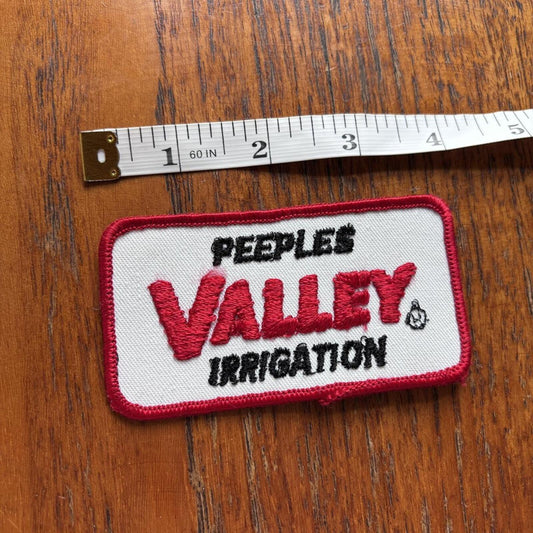 1 60 IN 2 3 4 5
PEEPLES
VALLEY
IRRIGATION